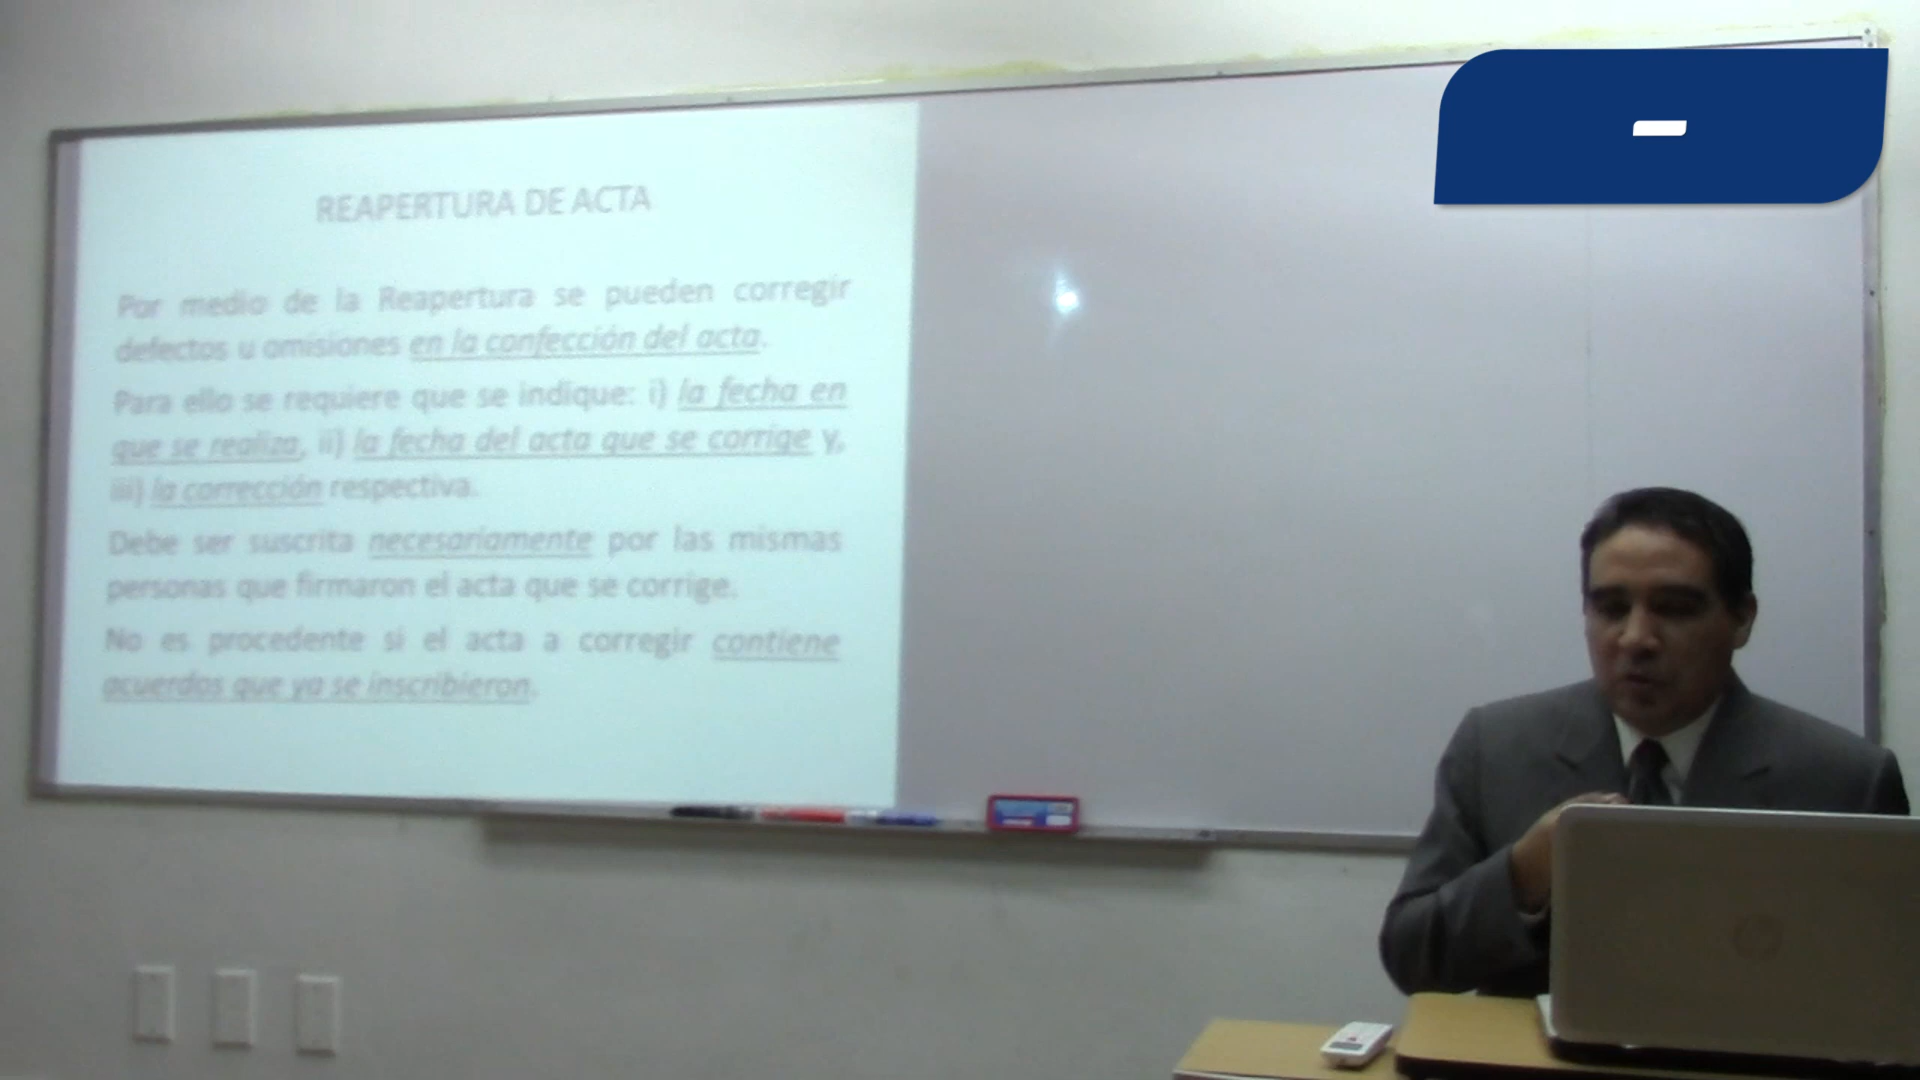 REAPERTURA DE ACTA
Por medio de la Reapertura se pueden corregir
defectos u omisiones en la confección del acta.
Para ello se requiere que se indique: i) la fecha en
que se realiza, ii) la fecha del acta que se corrige y,
iii) la corrección respectiva.
Debe ser suscrita necesariamente por las mismas
personas que firmaron el acta que se corrige.
No es procedente si el acta a corregir contiene
acuerdos que ya se inscribieron.